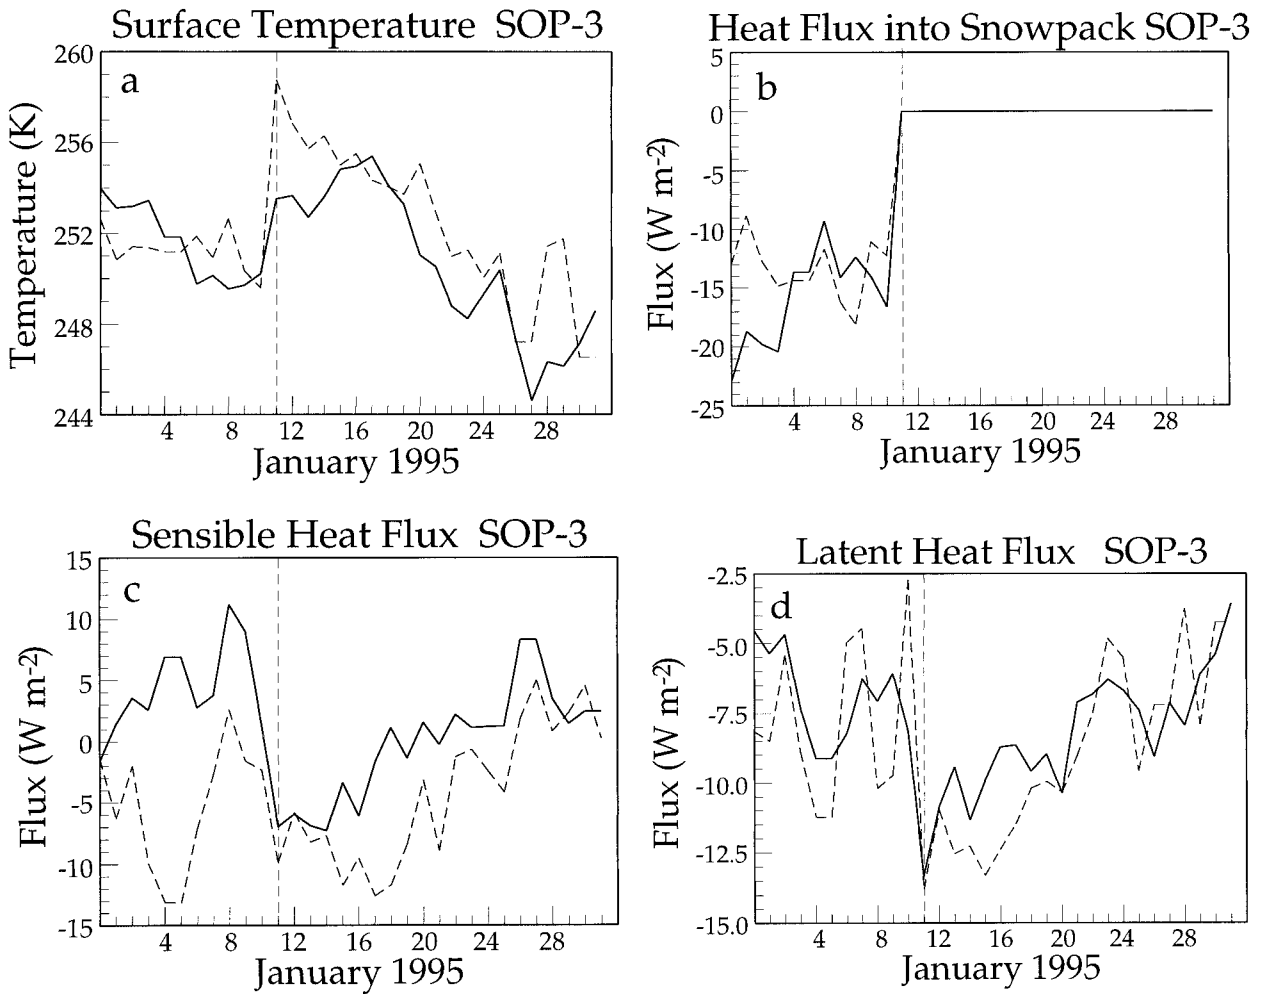 Surface Temperature SOP-3
a
Temperature (K)
260
256
252
248
244
4 8 12 16 20 24 28
January 1995
Heat Flux into Snowpack SOP-3
b
Flux (W m-2)
5
0
-5
-10
-15
-20
-25
4 8 12 16 20 24 28
January 1995
Sensible Heat Flux SOP-3
c
Flux (W m-2)
15
10
5
0
-5
-10
-15
4 8 12 16 20 24 28
January 1995
Latent Heat Flux SOP-3
d
Flux (W m-2)
-2.5
-5.0
-7.5
-10.0
-12.5
-15.0
4 8 12 16 20 24 28
January 1995